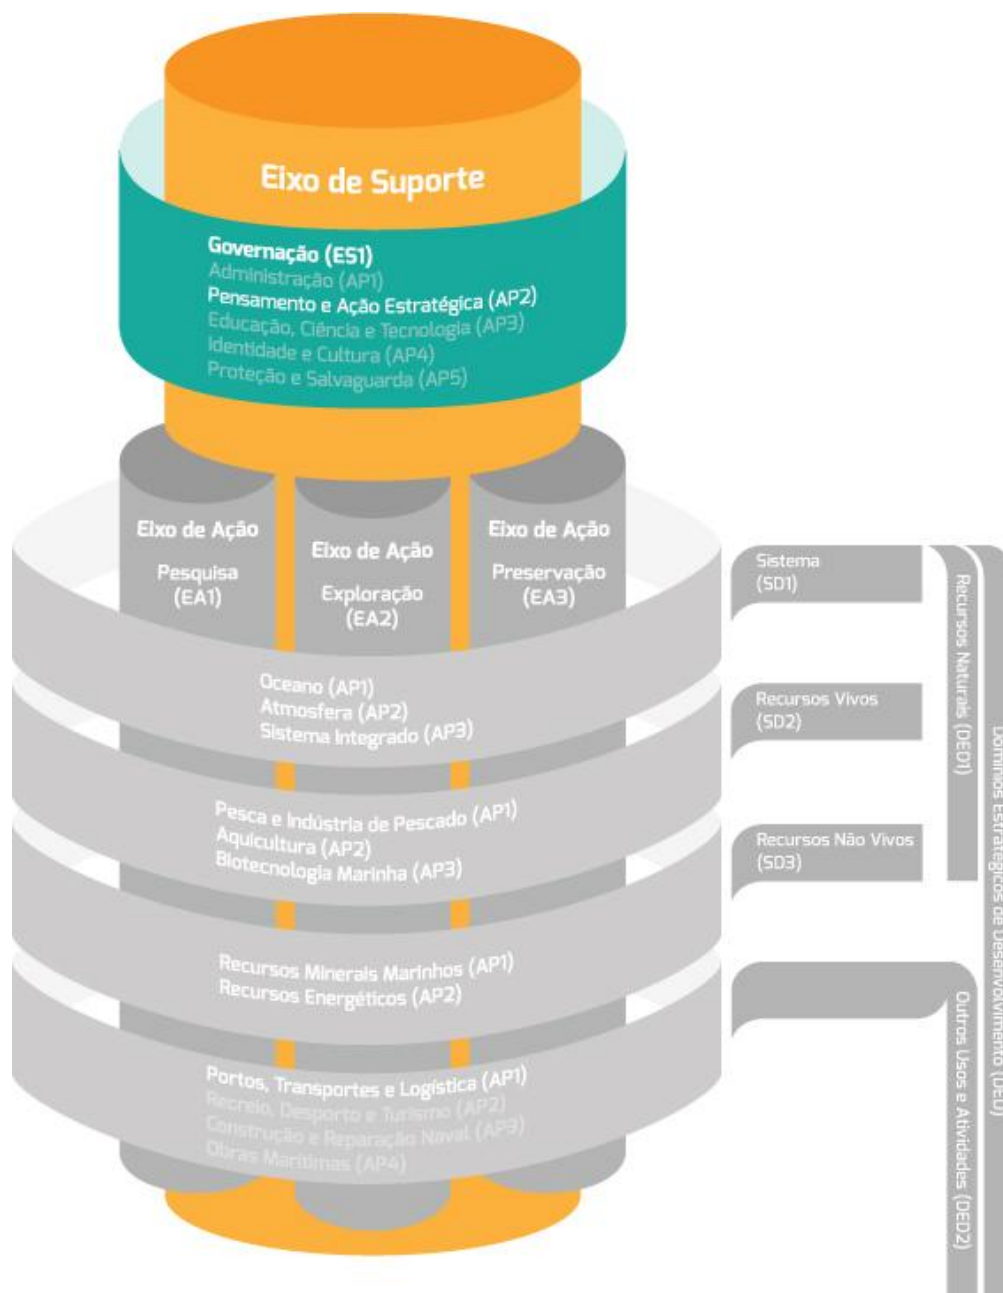 Eixo de Suporte
Governação (ES1)
Administração (AP1)
Pensamento e Ação Estratégica (AP2)
Educação, Ciência e Tecnologia (AP3)
Identidade e Cultura (AP4)
Proteção e Salvaguarda (AP5)
Eixo de Ação
Pesquisa
(EA1)
Eixo de Ação
Exploração
(EA2)
Eixo de Ação
Preservação
(EA3)
Oceano (AP1)
Atmosfera (AP2)
Sistema Integrado (AP3)
Pesca e Indústria de Pescado (AP1)
Aquicultura (AP2)
Biotecnologia Marinha (AP3)
Recursos Minerais Marinhos (AP1)
Recursos Energéticos (AP2)
Portos, Transportes e Logística (AP1)
Recreio, Desporto e Turismo (AP2)
Construção e Reparação Naval (AP3)
Obras Marítimas (AP4)
Sistema
(SD1)
Recursos Vivos
(SD2)
Recursos Não Vivos
(SD3)
Recursos Naturais (DED1)
Outros Usos e Atividades (DED2)
Domínios Estratégicos de Desenvolvimento (DED)